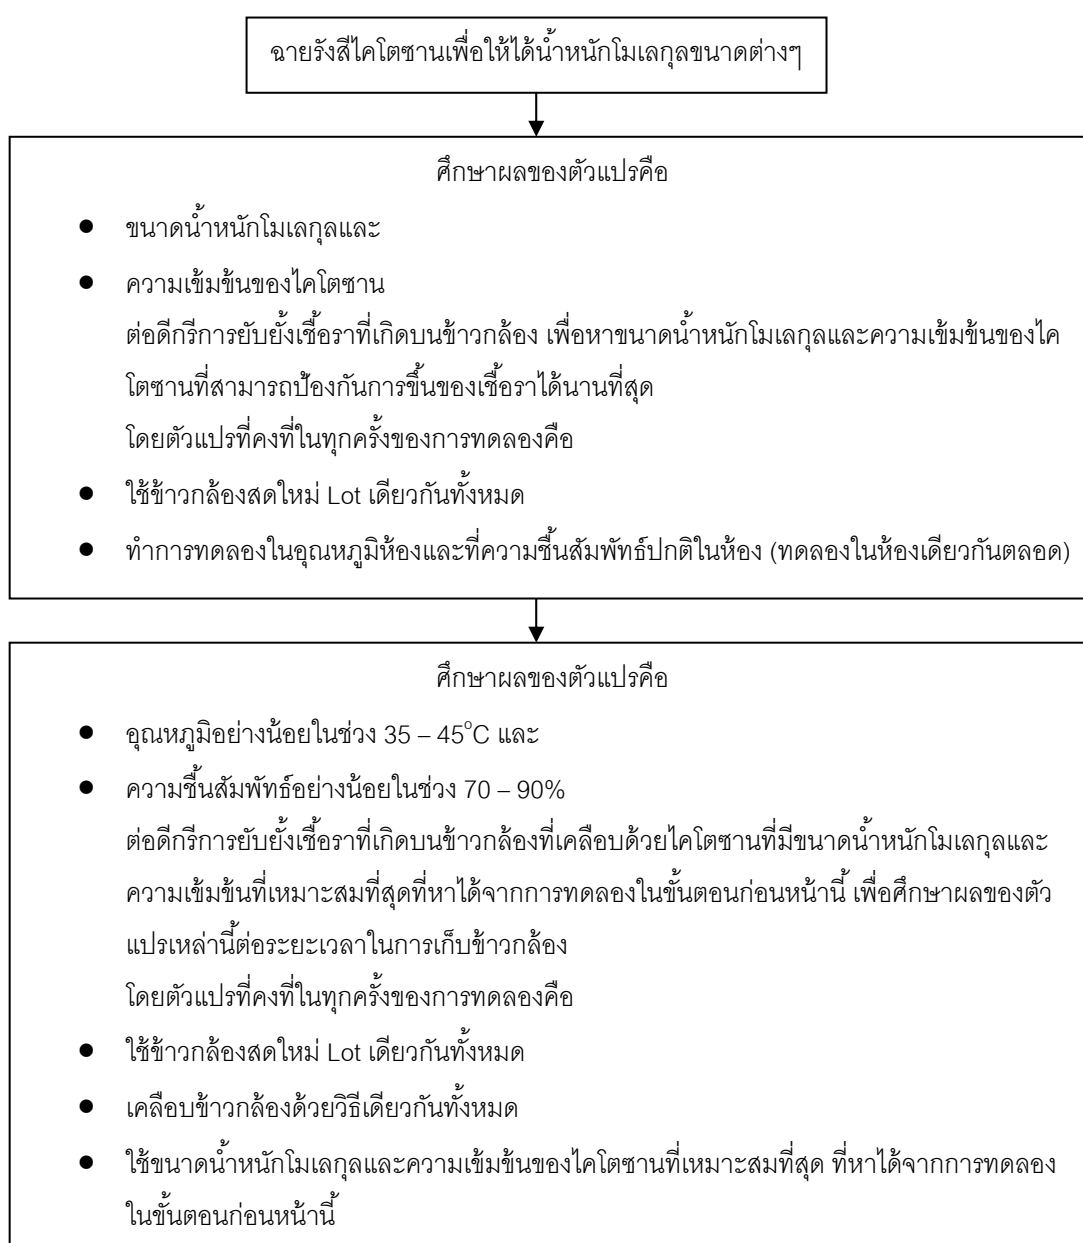 ฉายรังสีไคโตซานเพื่อให้ได้น้ำหนักโมเลกุลขนาดต่างๆ
ศึกษาผลของตัวแปรคือ
● ขนาดน้ำหนักโมเลกุลและ
● ความเข้มข้นของไคโตซาน
ต่อดีกรีการยับยั้งเชื้อราที่เกิดบนข้าวกล้อง เพื่อหาขนาดน้ำหนักโมเลกุลและความเข้มข้นของไค
โตซานที่สามารถป้องกันการขึ้นของเชื้อราได้นานที่สุด
โดยตัวแปรที่คงที่ในทุกครั้งของการทดลองคือ
● ใช้ข้าวกล้องสดใหม่ Lot เดียวกันทั้งหมด
● ทำการทดลองในอุณหภูมิห้องและที่ความชื้นสัมพัทธ์ปกติในห้อง (ทดลองในห้องเดียวกันตลอด)
ศึกษาผลของตัวแปรคือ
● อุณหภูมิอย่างน้อยในช่วง 35 – 45°C และ
● ความชื้นสัมพัทธ์อย่างน้อยในช่วง 70 – 90%
ต่อดีกรีการยับยั้งเชื้อราที่เกิดบนข้าวกล้องที่เคลือบด้วยไคโตซานที่มีขนาดน้ำหนักโมเลกุลและ
ความเข้มข้นที่เหมาะสมที่สุดที่หาได้จากการทดลองในขั้นตอนก่อนหน้านี้ เพื่อศึกษาผลของตัว
แปรเหล่านี้ต่อระยะเวลาในการเก็บข้าวกล้อง
โดยตัวแปรที่คงที่ในทุกครั้งของการทดลองคือ
● ใช้ข้าวกล้องสดใหม่ Lot เดียวกันทั้งหมด
● เคลือบข้าวกล้องด้วยวิธีเดียวกันทั้งหมด
● ใช้ขนาดน้ำหนักโมเลกุลและความเข้มข้นของไคโตซานที่เหมาะสมที่สุด ที่หาได้จากการทดลอง
ในขั้นตอนก่อนหน้านี้